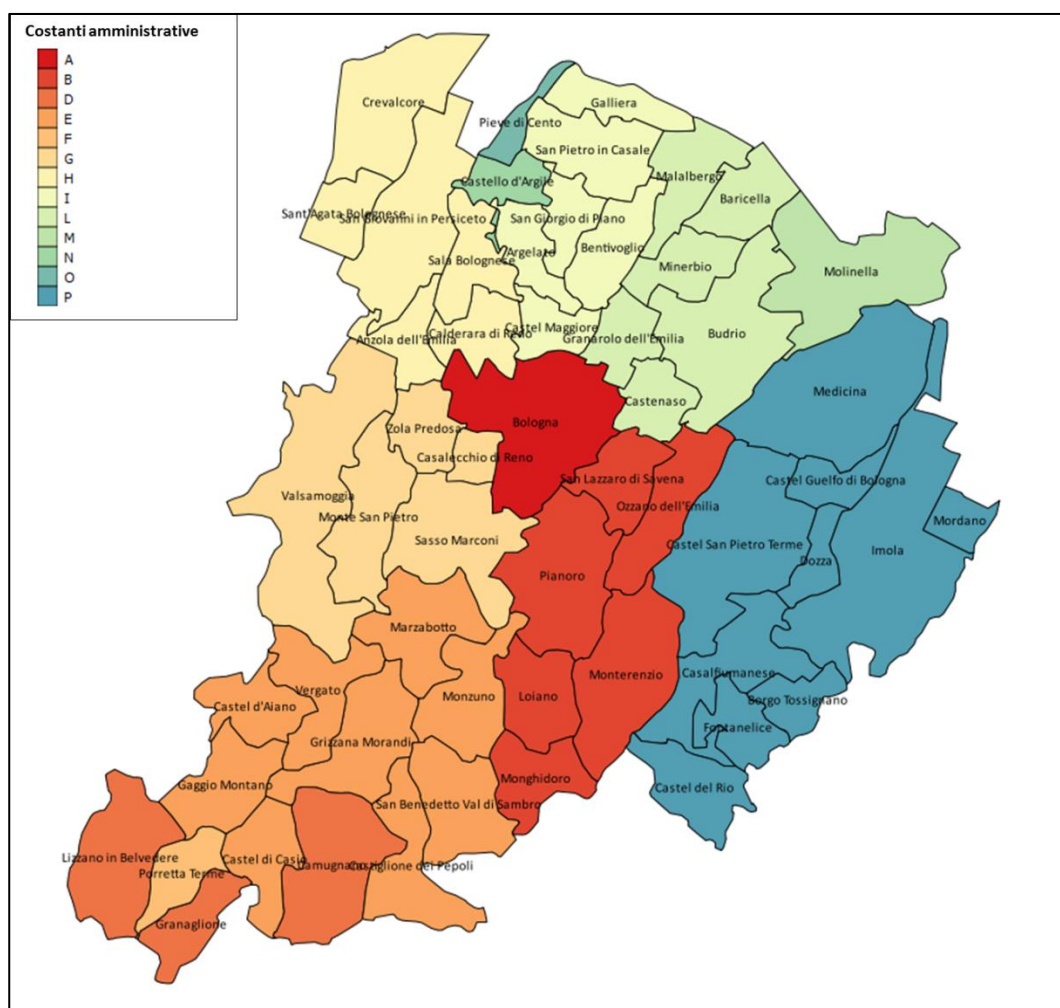 Costanti amministrative
A
B
D
E
F
G
H
I
L
M
N
O
P
Crevalcore
Galliera
Pieve di Cento
San Pietro in Casale
Malalbergo
Castello d'Argile
Baricella
Sant'Agata Bolognese
San Giovanni in Persiceto
San Giorgio di Piano
Bentivoglio
Argelato
Sala Bolognese
Minerbio
Molinella
Anzola dell'Emilia
Calderara di Reno
Castel Maggiore
Granarolo dell'Emilia
Budrio
Medicina
Castenaso
Bologna
Zola Predosa
Casalecchio di Reno
San Lazzaro di Savena
Castel Guelfo di Bologna
Valsamoggia
Monte San Pietro
Ozzano dell'Emilia
Mordano
Sasso Marconi
Castel San Pietro Terme
Imola
Dozza
Pianoro
Marzabotto
Monterenzio
Casalfiumanese
Vergato
Monzuno
Loiano
Borgo Tossignano
Castel d'Aiano
Fontanelice
Grizzana Morandi
Gaggio Montano
Monghidoro
Castel del Rio
San Benedetto Val di Sambro
Lizzano in Belvedere
Castel di Casio
Camugnano
Castiglione dei Pepoli
Porretta Terme
Granaglione